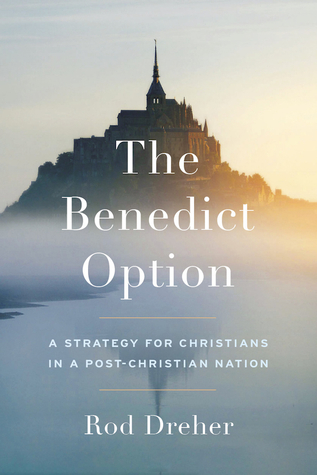 The
Benedict
Option
A STRATEGY FOR CHRISTIANS
IN A POST-CHRISTIAN NATION
Rod Dreher